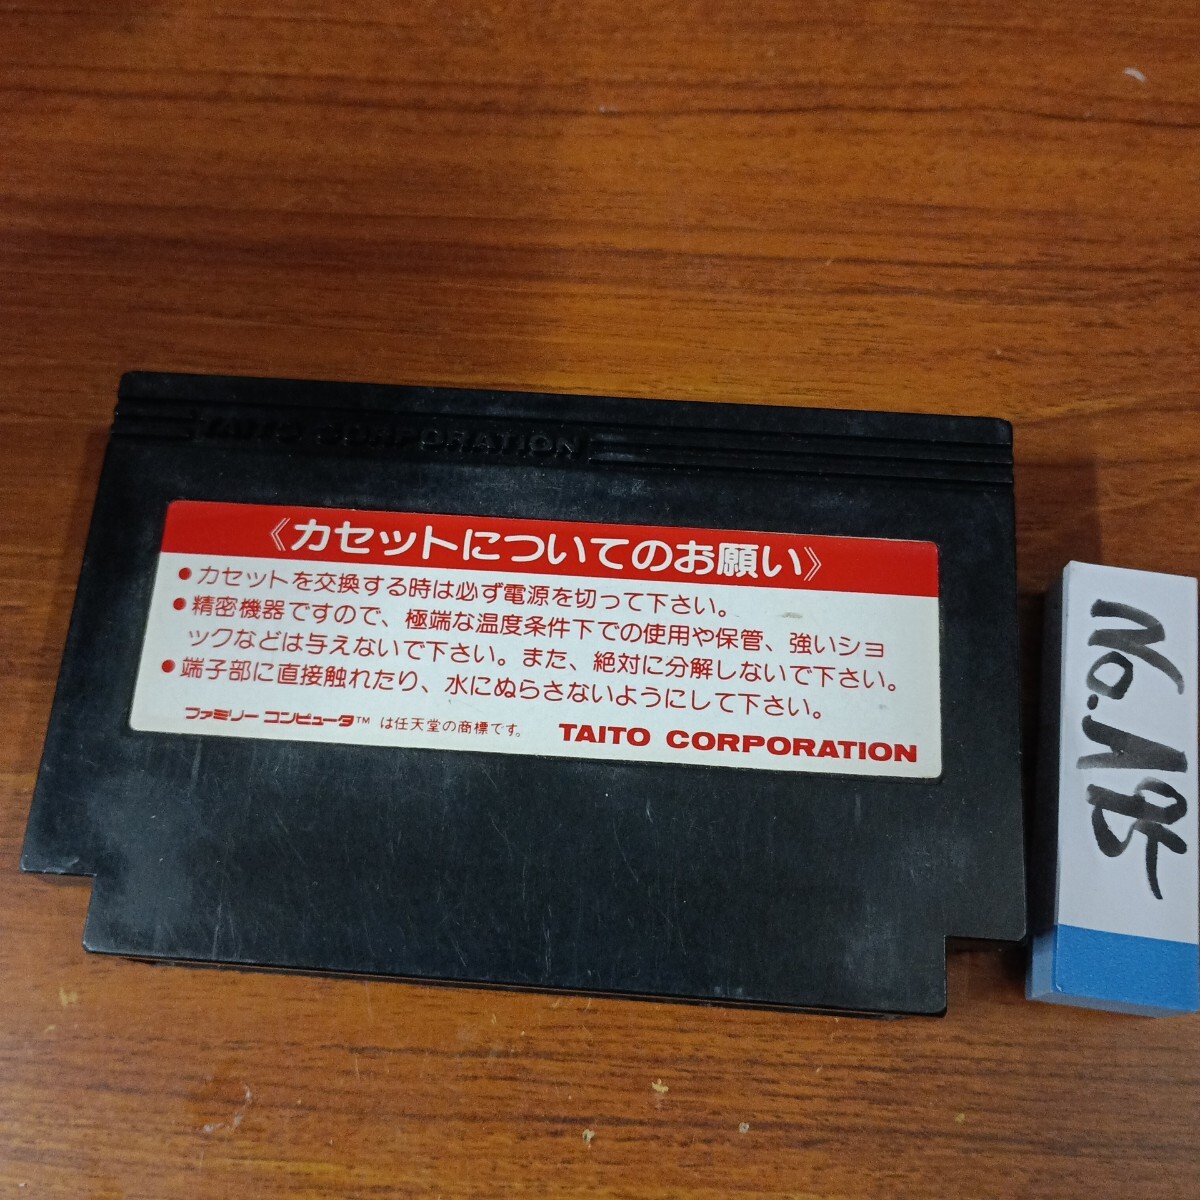 TAITO CORPORATION
《カセットについてのお願い》
●カセットを交換する時は必ず電源を切って下さい。
●精密機器ですので、極端な温度条件下での使用や保管、強いショ
ックなどは与えないで下さい。また、絶対に分解しないで下さい。
●端子部に直接触れたり、水にぬらさないようにして下さい。
ファミリー コンピュータ™ は任天堂の商標です。 TAITO CORPORATION
No.A85